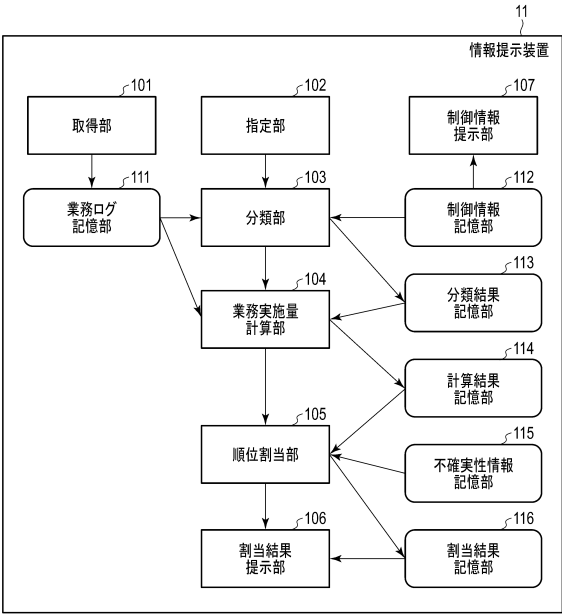 11
情報提示装置
101
取得部
102
指定部
107
制御情報
提示部
111
業務ログ
記憶部
103
分類部
112
制御情報
記憶部
104
業務実施量
計算部
113
分類結果
記憶部
114
計算結果
記憶部
105
順位割当部
115
不確実性情報
記憶部
106
割当結果
提示部
116
割当結果
記憶部